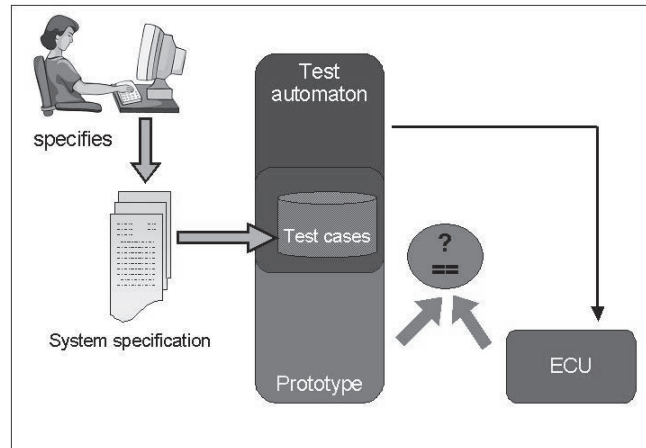 specifies
System specification
Test
automaton
Test cases
Prototype
?
==
ECU